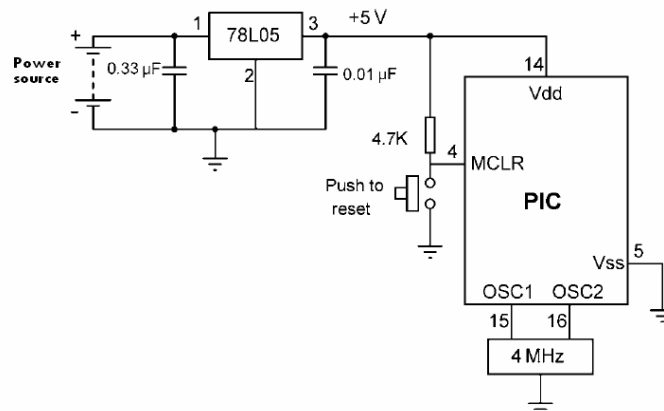 1
78L05
3
+5 V
+
Power
source
-
0.33 µF
2
0.01 µF
14
Vdd
4.7K
4
MCLR
Push to
reset
PIC
Vss
5
OSC1
OSC2
15
16
4 MHz